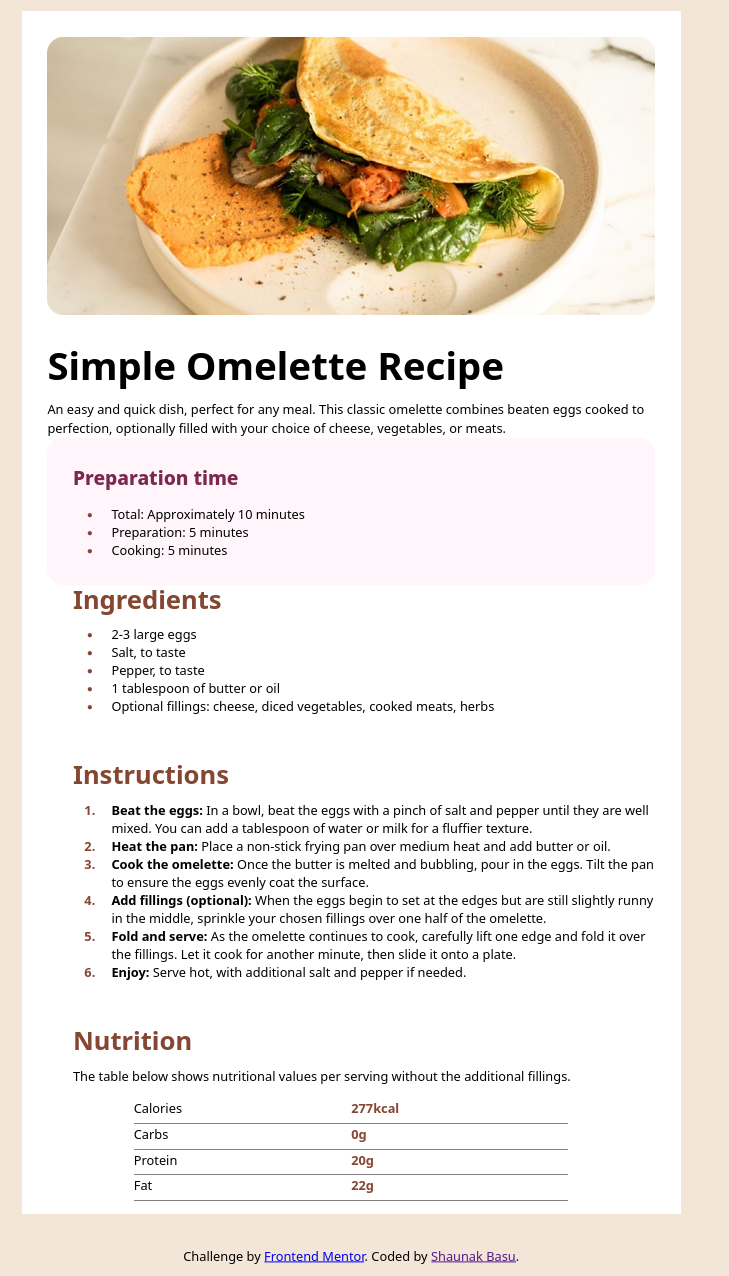 Simple Omelette Recipe
An easy and quick dish, perfect for any meal. This classic omelette combines beaten eggs cooked to
perfection, optionally filled with your choice of cheese, vegetables, or meats.
Preparation time
• Total: Approximately 10 minutes
• Preparation: 5 minutes
• Cooking: 5 minutes
Ingredients
• 2-3 large eggs
• Salt, to taste
• Pepper, to taste
• 1 tablespoon of butter or oil
• Optional fillings: cheese, diced vegetables, cooked meats, herbs
Instructions
1. Beat the eggs: In a bowl, beat the eggs with a pinch of salt and pepper until they are well
mixed. You can add a tablespoon of water or milk for a fluffier texture.
2. Heat the pan: Place a non-stick frying pan over medium heat and add butter or oil.
3. Cook the omelette: Once the butter is melted and bubbling, pour in the eggs. Tilt the pan
to ensure the eggs evenly coat the surface.
4. Add fillings (optional): When the eggs begin to set at the edges but are still slightly runny
in the middle, sprinkle your chosen fillings over one half of the omelette.
5. Fold and serve: As the omelette continues to cook, carefully lift one edge and fold it over
the fillings. Let it cook for another minute, then slide it onto a plate.
6. Enjoy: Serve hot, with additional salt and pepper if needed.
Nutrition
The table below shows nutritional values per serving without the additional fillings.
Calories 277kcal
Carbs 0g
Protein 20g
Fat 22g
Challenge by Frontend Mentor. Coded by Shaunak Basu.